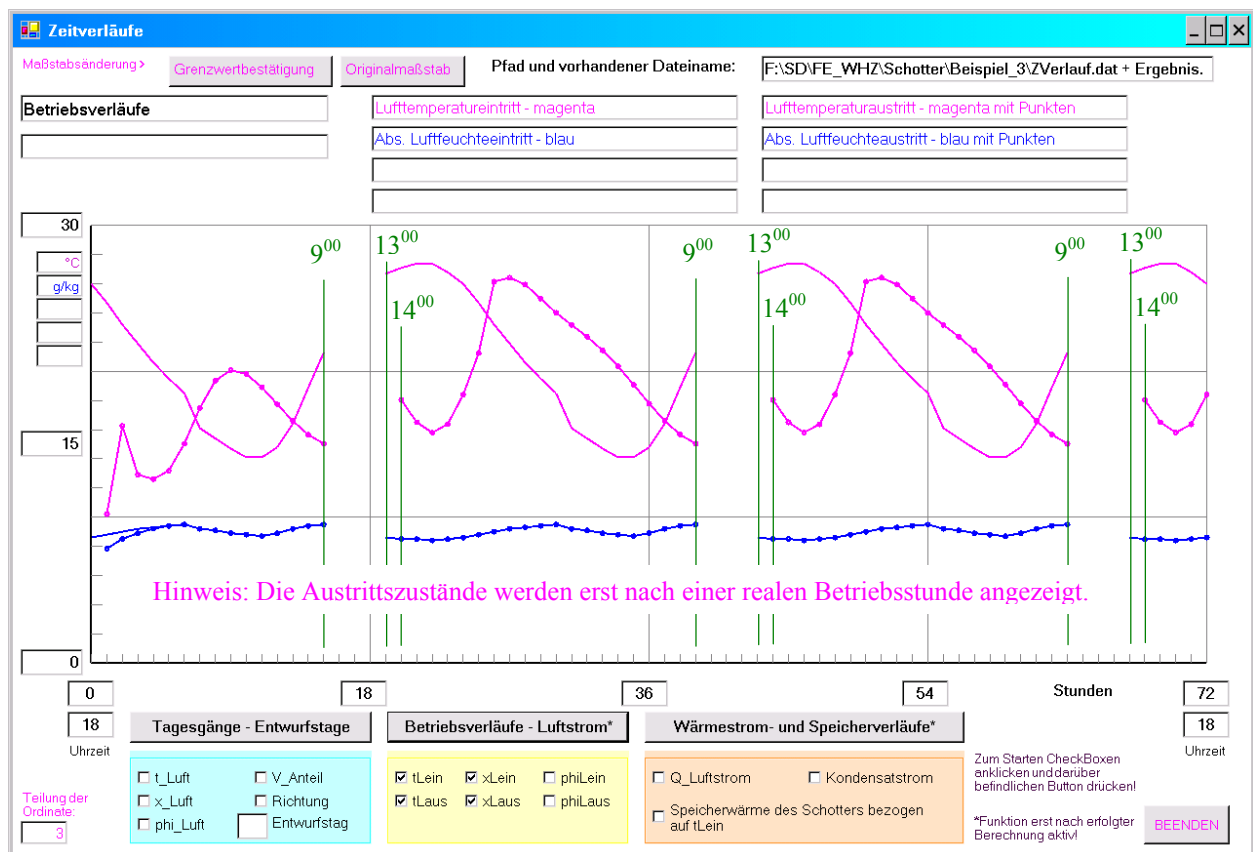 Zeitverläufe
Maßstabsänderung >
Grenzwertbestätigung
Originalmaßstab
Pfad und vorhandener Dateiname:
F:\SD\FE_WHZ\Schotter\Beispiel_3\ZVerlauf.dat + Ergebnis.
Betriebsverläufe
Lufttemperatureintritt - magenta
Lufttemperaturaustritt - magenta mit Punkten
Abs. Luftfeuchteeintritt - blau
Abs. Luftfeuchteaustritt - blau mit Punkten
30
°C
g/kg
9⁰⁰
13⁰⁰
14⁰⁰
9⁰⁰
13⁰⁰
14⁰⁰
9⁰⁰
13⁰⁰
14⁰⁰
15
Hinweis: Die Austrittszustände werden erst nach einer realen Betriebsstunde angezeigt.
0
0
18
36
54
Stunden
72
18
Uhrzeit
Tagesgänge - Entwurfstage
Betriebsverläufe - Luftstrom*
Wärmestrom- und Speicherverläufe*
18
Uhrzeit
t_Luft
V_Anteil
x_Luft
Richtung
phi_Luft
Entwurfstag
tLein
xLein
phiLein
tLaus
xLaus
phiLaus
Q_Luftstrom
Kondensatstrom
Speicherwärme des Schotters bezogen
auf tLein
Zum Starten CheckBoxen
anklicken und darüber
befindlichen Button drücken!
*Funktion erst nach erfolgter
Berechnung aktiv!
Teilung der
Ordinate:
3
BEENDEN